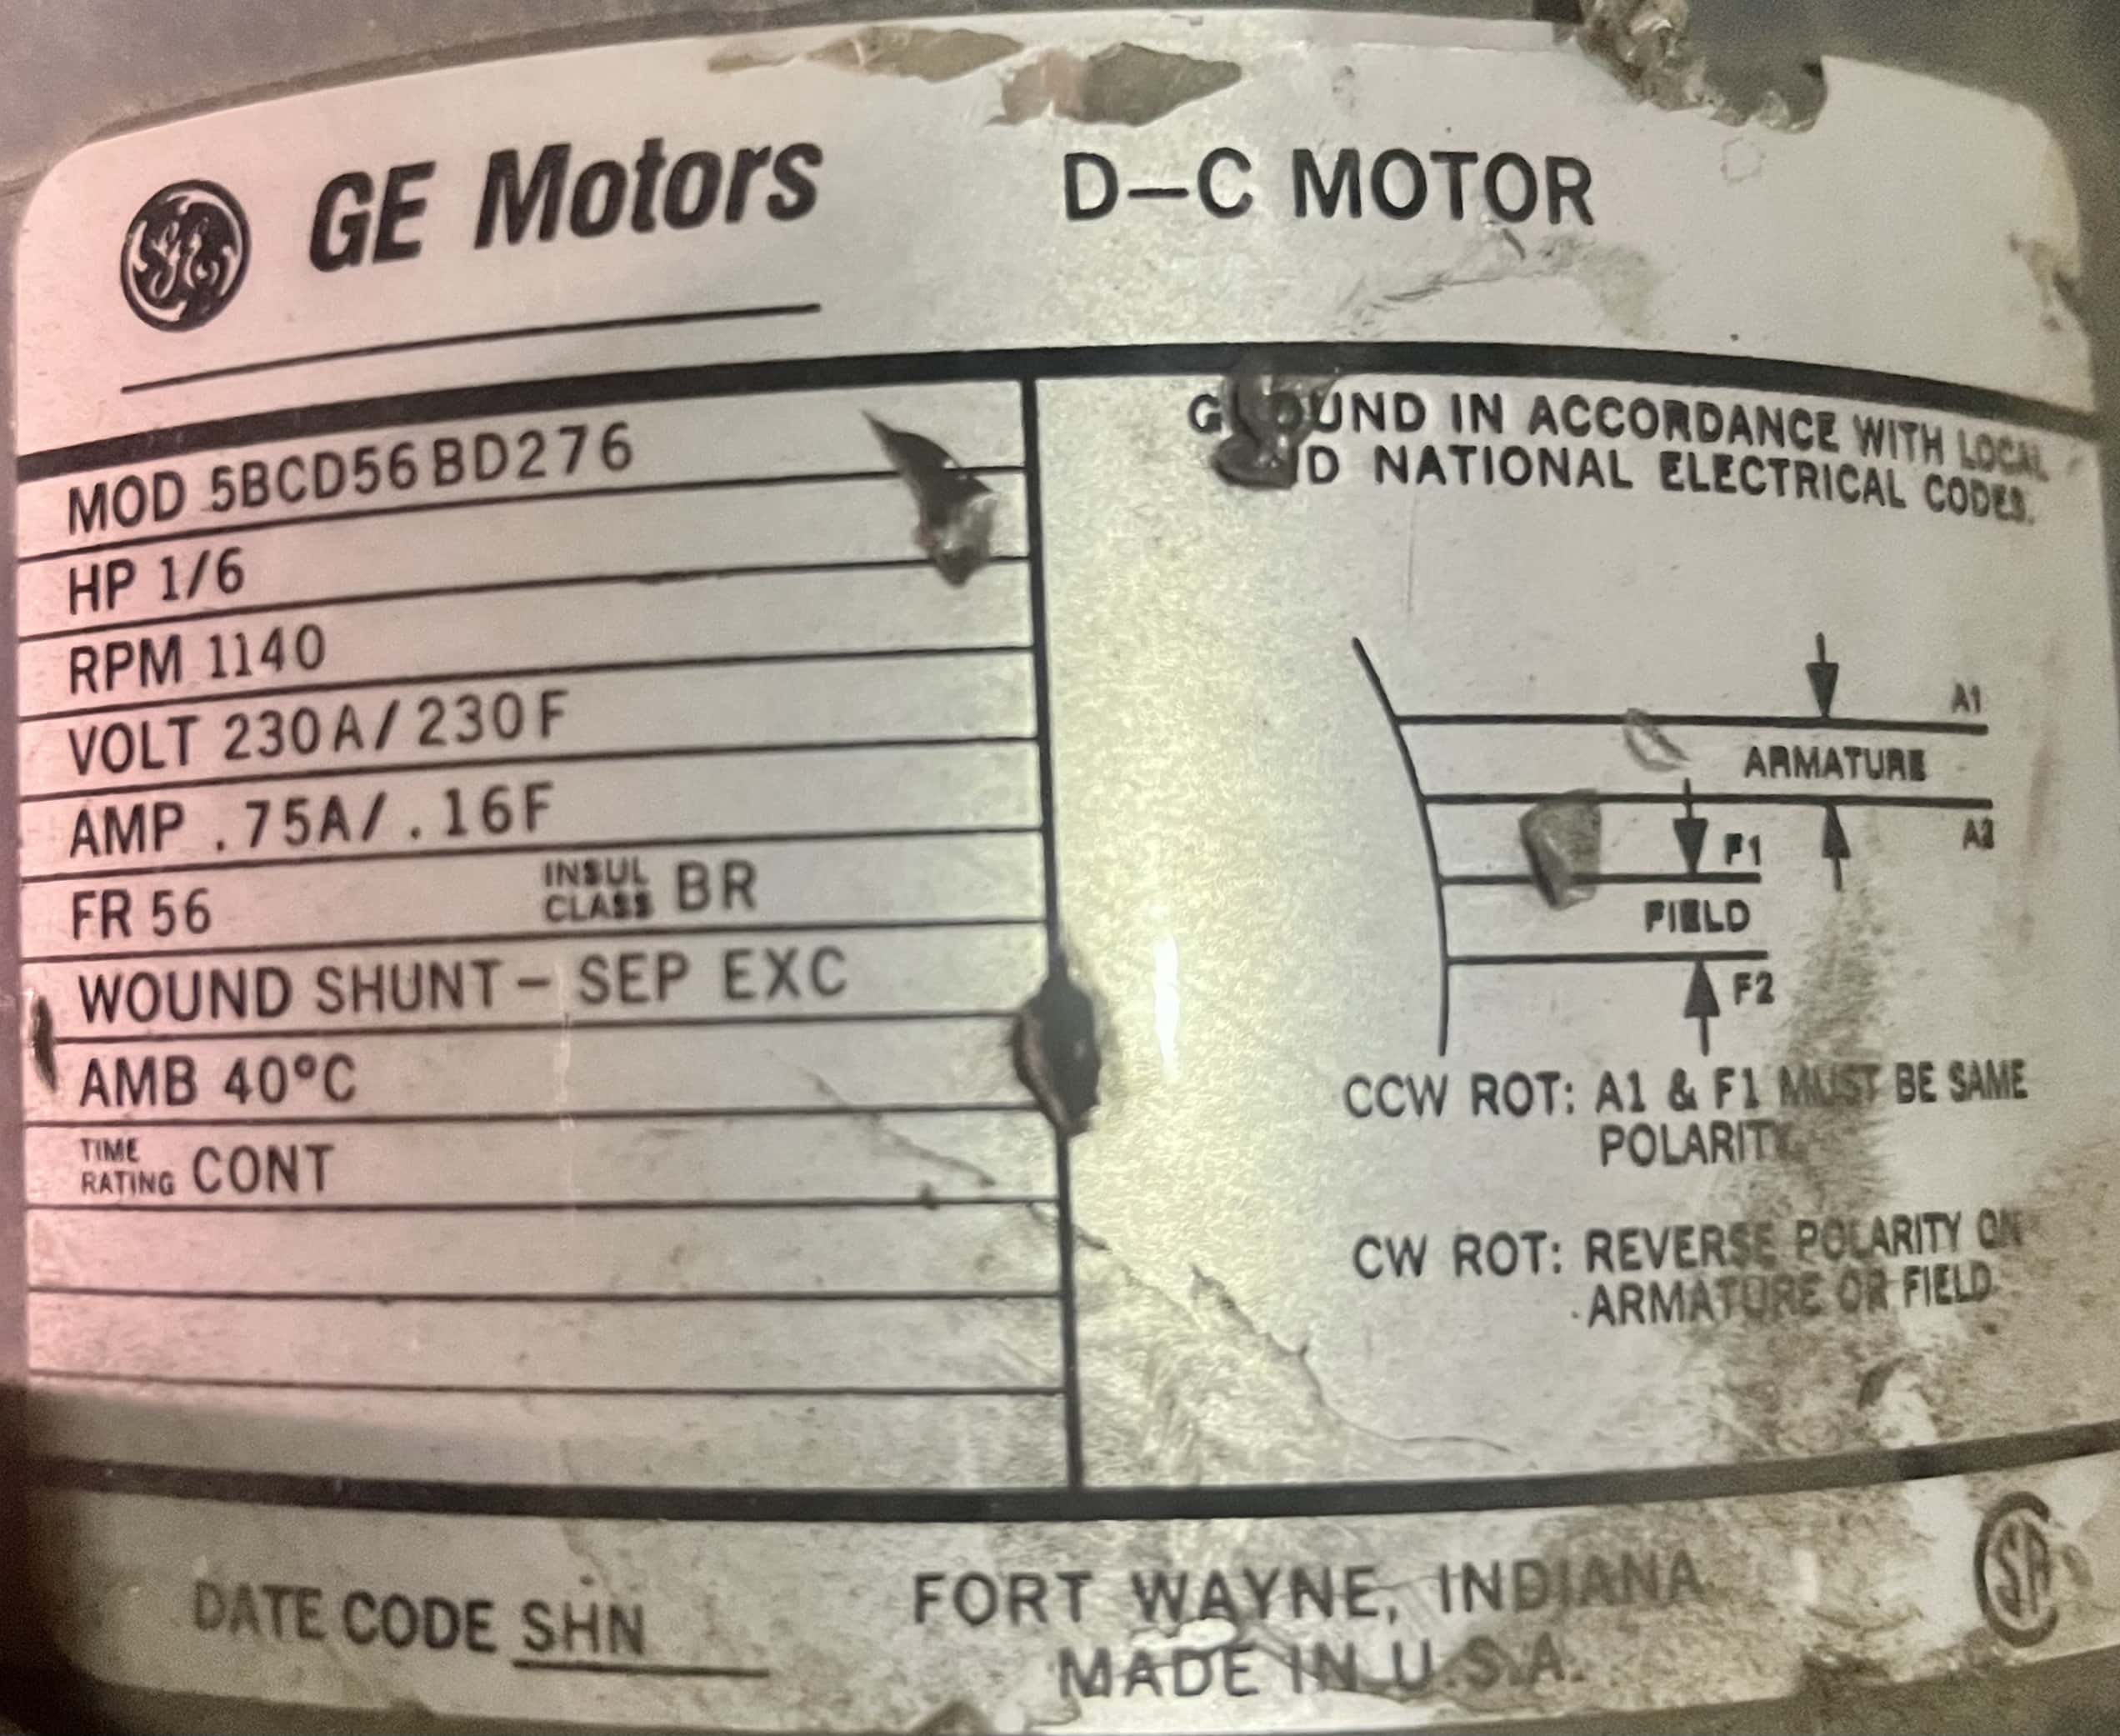 GE Motors
D-C MOTOR
MOD 5BCD56BD276
HP 1/6
RPM 1140
VOLT 230A/230F
AMP .75A/.16F
FR 56 INSUL CLASS BR
WOUND SHUNT- SEP EXC
AMB 40°C
TIME RATING CONT
GROUND IN ACCORDANCE WITH LOCAL
AND NATIONAL ELECTRICAL CODES.
A1
ARMATURE
A2
F1
FIELD
F2
CCW ROT: A1 & F1 MUST BE SAME
POLARITY
CW ROT: REVERSE POLARITY ON
ARMATURE OR FIELD
DATE CODE SHN
FORT WAYNE, INDIANA
MADE IN U.S.A.
SA